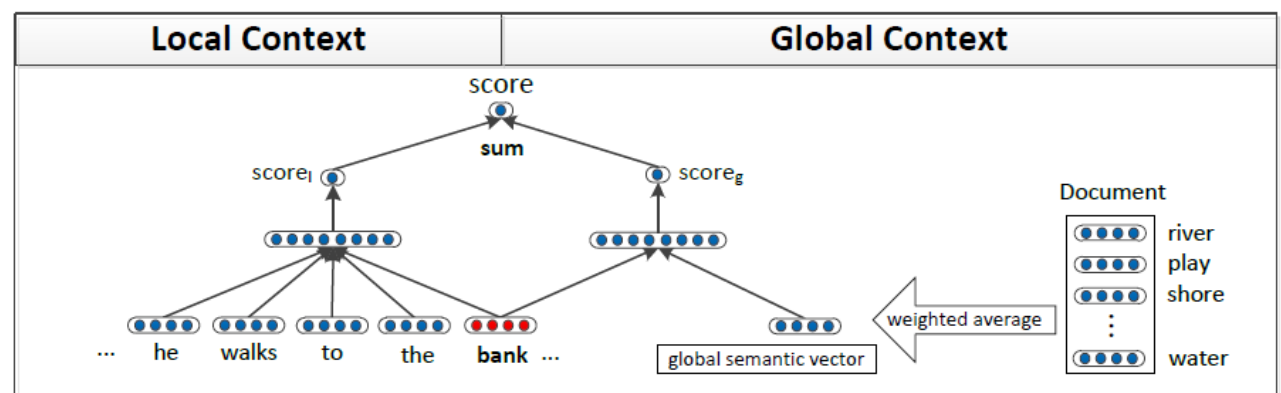 Local Context
Global Context
score
sum
scoreₗ
score_g
Document
river
play
shore
⋮
water
weighted average
... he walks to the bank ...
global semantic vector